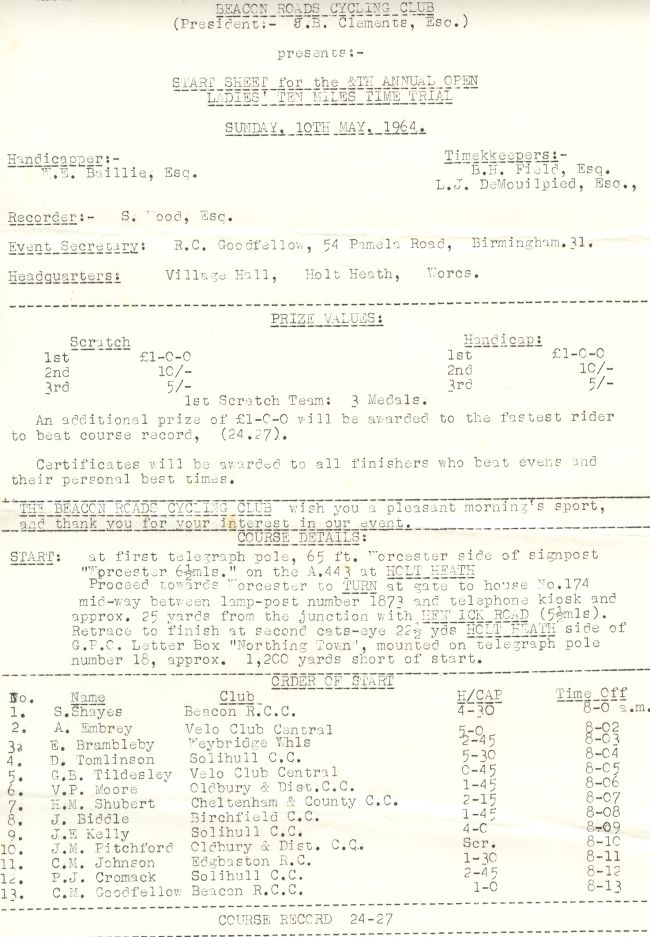 BEACON ROADS CYCLING CLUB
(President:- J.B. Clements, Esc.)
presents:-
START SHEET for the 4TH ANNUAL OPEN
LADIES' TEN MILES TIME TRIAL
SUNDAY, 10TH MAY, 1964.
Handicapper:- Timekkeepers:-
W.E. Baillie, Esq. B.H. Field, Esq.
L.J. DeMouilpied, Esq.,
Recorder:- S. Wood, Esq.
Event Secretary: R.C. Goodfellow, 54 Pamela Road, Birmingham.31.
Headquarters: Village Hall, Holt Heath, Worcs.
PRIZE VALUES:
Scratch Handicap:
1st £1-0-0 1st £1-0-0
2nd 10/- 2nd 10/-
3rd 5/- 3rd 5/-
1st Scratch Team: 3 Medals.
An additional prize of £1-0-0 will be awarded to the fastest rider
to beat course record, (24.27).
Certificates will be awarded to all finishers who beat evens and
their personal best times.
THE BEACON ROADS CYCLING CLUB wish you a pleasant morning's sport,
and thank you for your interest in our event.
COURSE DETAILS:
START: at first telegraph pole, 65 ft. Worcester side of signpost
"Worcester 6½mls." on the A.443 at HOLT HEATH
Proceed towards Worcester to TURN at gate to house No.174
mid-way between lamp-post number 1873 and telephone kiosk and
approx. 25 yards from the junction with HENWICK ROAD (5½mls).
Retrace to finish at second cats-eye 22½ yds HOLT HEATH side of
G.P.O. Letter Box "Northing Town", mounted on telegraph pole
number 18, approx. 1,200 yards short of start.
ORDER OF START
No. Name Club H/CAP Time Off
1. S.Shayes Beacon R.C.C. 4-30 8-0 a.m.
2. A. Embrey Velo Club Central 5-0 8-02
3a E. Brambleby Weybridge Whls 2-45 8-03
4. D. Tomlinson Solihull C.C. 5-30 8-04
5. G.B. Tildesley Velo Club Central 0-45 8-05
6. V.P. Moore Oldbury & Dist.C.C. 1-45 8-06
7. H.M. Shubert Cheltenham & County C.C. 2-15 8-07
8. J. Biddle Birchfield C.C. 1-45 8-08
9. J.E Kelly Solihull C.C. 4-0 8-09
10. J.M. Pitchford Oldbury & Dist. C.C. Scr. 8-10
11. C.M. Johnson Edgbaston R.C. 1-30 8-11
12. P.J. Cromack Solihull C.C. 2-45 8-12
13. C.M. Goodfellow Beacon R.C.C. 1-0 8-13
COURSE RECORD 24-27